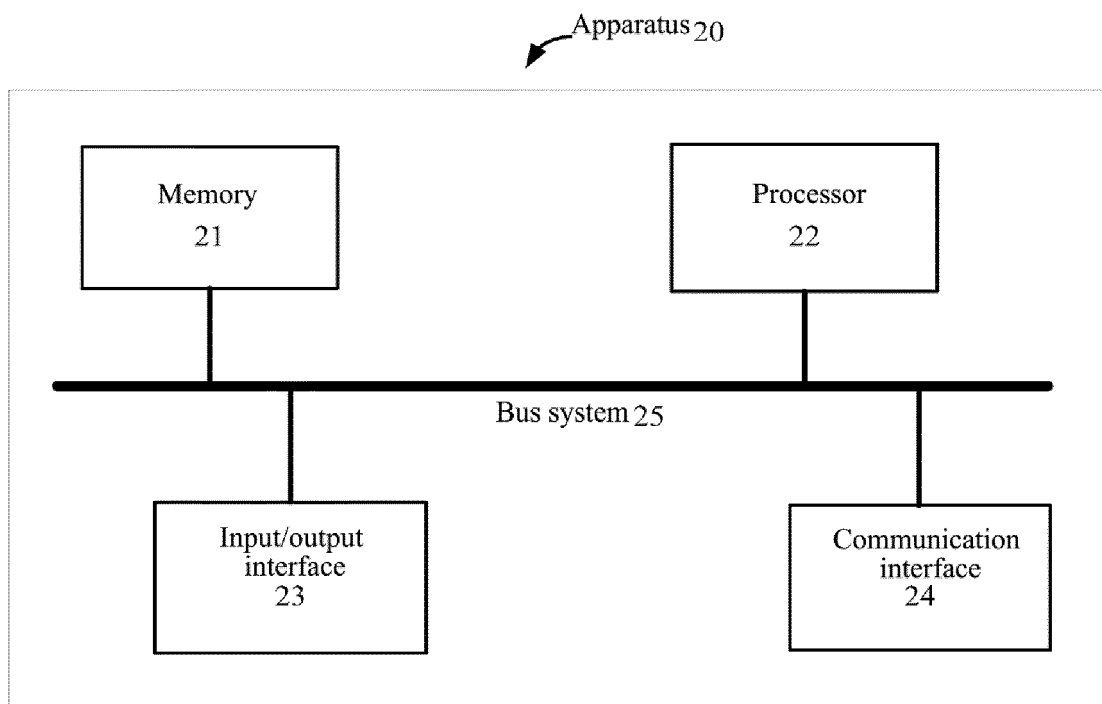 Apparatus 20
Memory
21
Processor
22
Bus system 25
Input/output
interface
23
Communication
interface
24